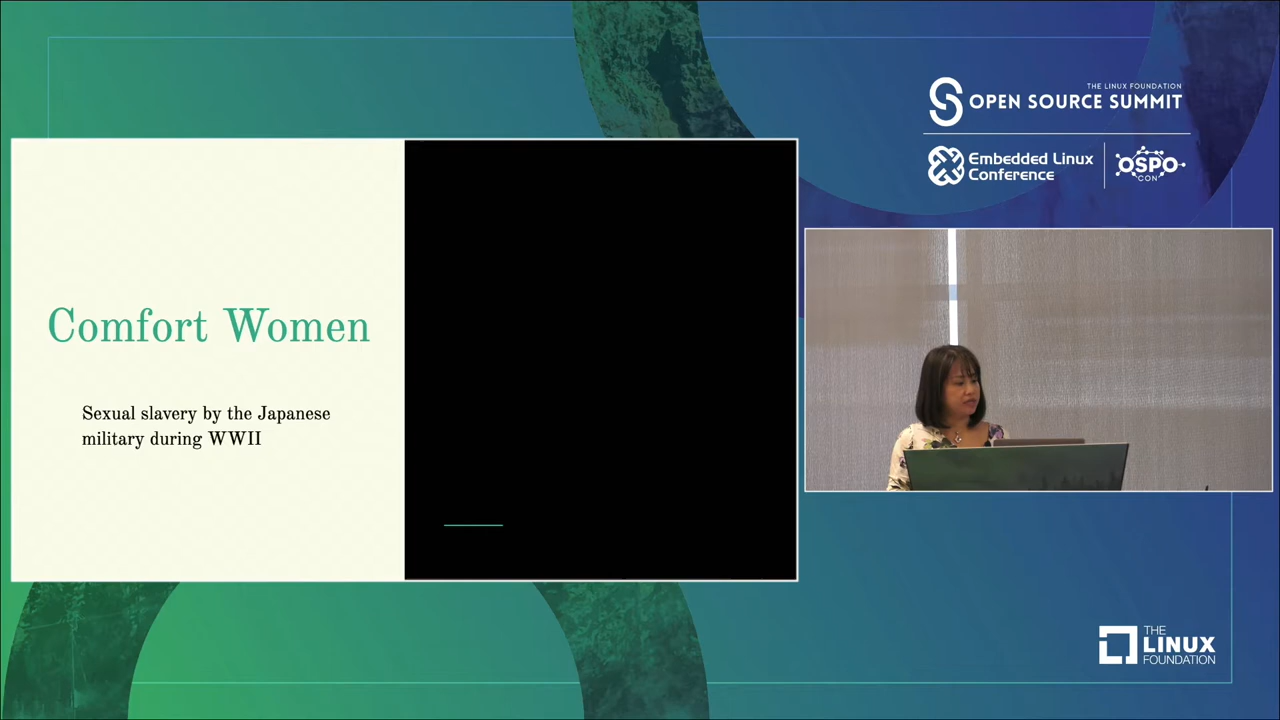 Comfort Women
Sexual slavery by the Japanese
military during WWII
THE LINUX FOUNDATION
OPEN SOURCE SUMMIT
Embedded Linux
Conference
OSPO
CON
THE
LINUX
FOUNDATION